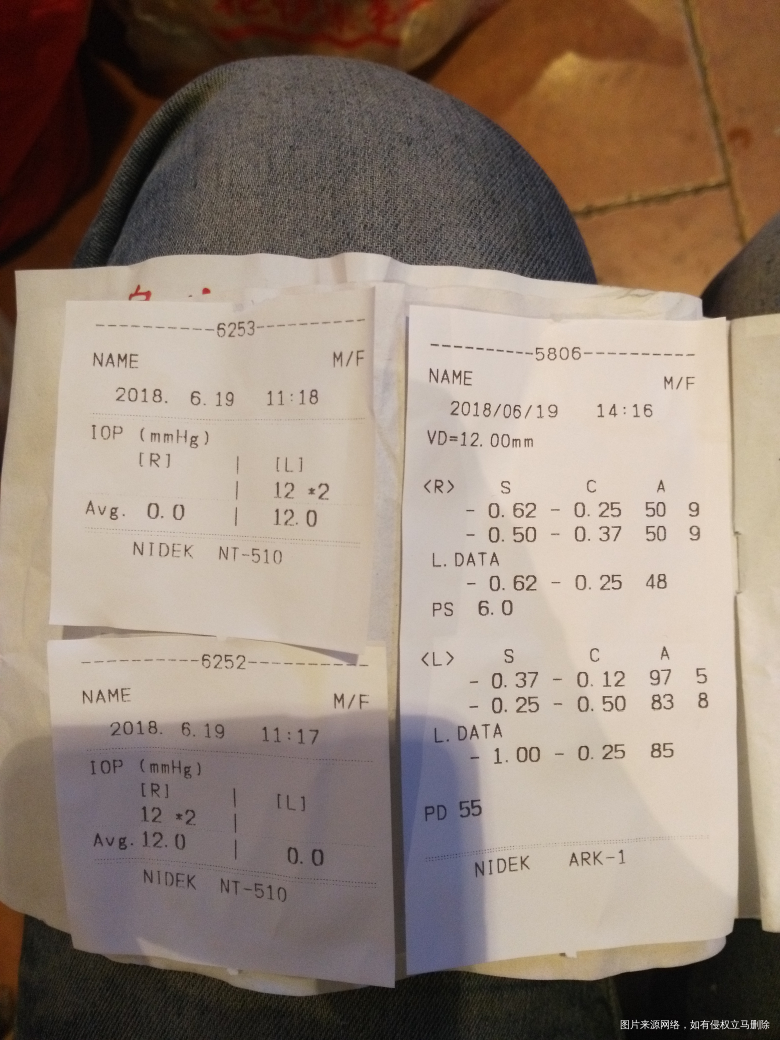 ----------6253---------
NAME M/F
2018. 6.19 11:18
IOP (mmHg)
[R] | [L]
| 12 *2
Avg. 0.0 | 12.0
NIDEK NT-510
----------6252----------
NAME M/F
2018. 6.19 11:17
IOP (mmHg)
[R] | [L]
12 *2 |
Avg. 12.0 | 0.0
NIDEK NT-510
---------5806----------
NAME M/F
2018/06/19 14:16
VD=12.00mm
<R> S C A
- 0.62 - 0.25 50 9
- 0.50 - 0.37 50 9
L.DATA
- 0.62 - 0.25 48
PS 6.0
<L> S C A
- 0.37 - 0.12 97 5
- 0.25 - 0.50 83 8
L.DATA
- 1.00 - 0.25 85
PD 55
NIDEK ARK-1
图片来源网络，如有侵权立马删除